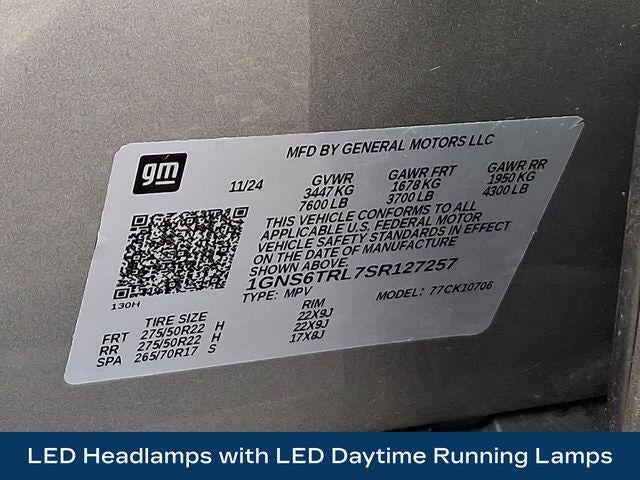 gm
MFD BY GENERAL MOTORS LLC
11/24 GVWR GAWR FRT GAWR RR
3447 KG 1678 KG 1950 KG
7600 LB 3700 LB 4300 LB
THIS VEHICLE CONFORMS TO ALL
APPLICABLE U.S. FEDERAL MOTOR
VEHICLE SAFETY STANDARDS IN EFFECT
ON THE DATE OF MANUFACTURE
SHOWN ABOVE.
1GNS6TRL7SR127257
TYPE: MPV MODEL: 77CK10706
130H
TIRE SIZE RIM
FRT 275/50R22 H 22X9J
RR 275/50R22 H 22X9J
SPA 265/70R17 S 17X8J
LED Headlamps with LED Daytime Running Lamps